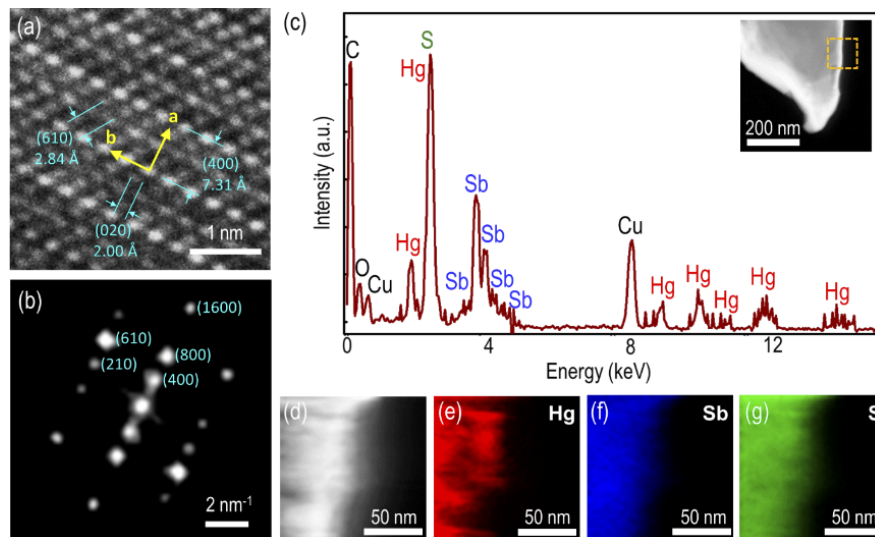 (a)
(610)
2.84 Å
b
a
(400)
7.31 Å
(020)
2.00 Å
1 nm
(b)
(1600)
(610)
(210)
(800)
(400)
2 nm⁻¹
(c)
Intensity (a.u.)
C
O
Cu
Hg
Hg
S
Sb
Sb
Sb
Sb
Sb
Cu
Hg
Hg
Hg
Hg
Hg
200 nm
0
4
8
12
Energy (keV)
(d)
50 nm
(e)
Hg
50 nm
(f)
Sb
50 nm
(g)
S
50 nm